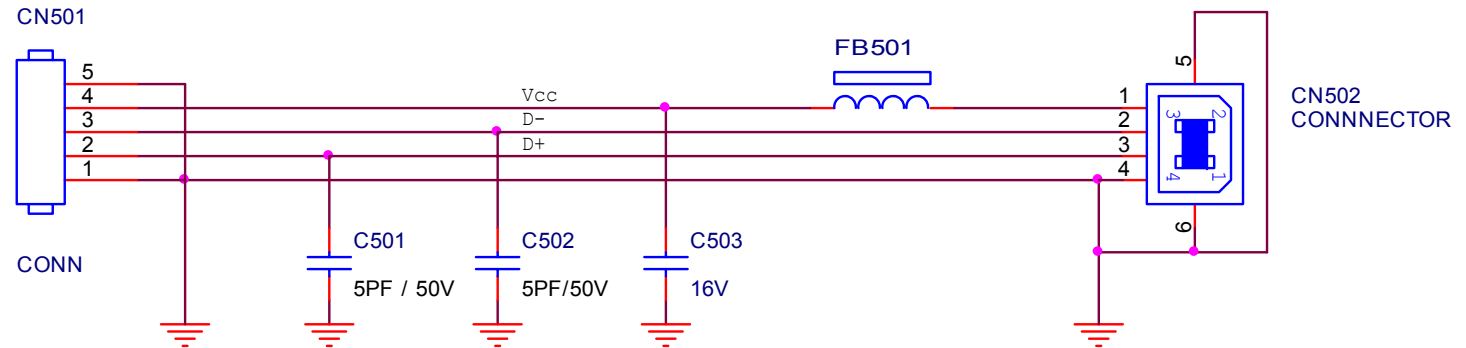 CN501
FB501
5
4
3
2
1
Vcc
D-
D+
1
2
3
4
5
6
3
2
4
1
CN502
CONNNECTOR
C501
5PF / 50V
C502
5PF/50V
C503
16V
CONN